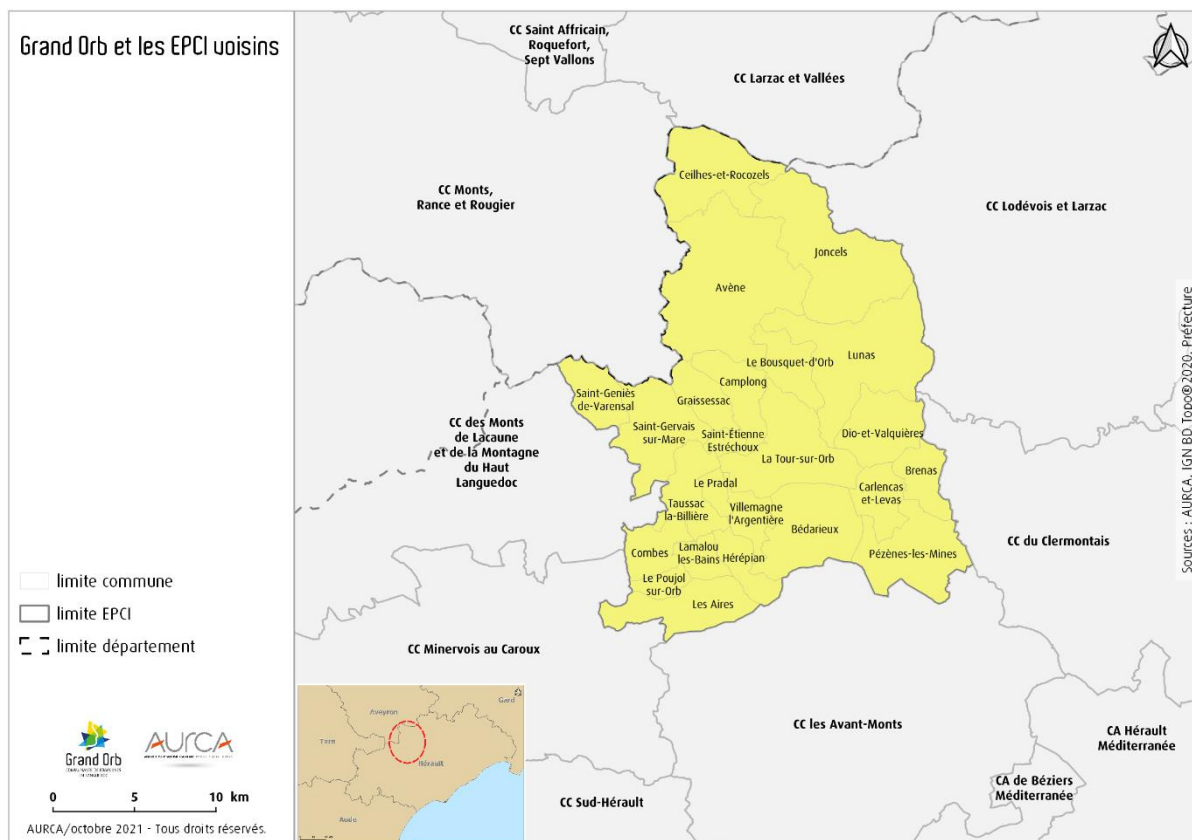 Grand Orb et les EPCI voisins
CC Saint Affricain,
Roquefort,
Sept Vallons
CC Larzac et Vallées
CC Monts,
Rance et Rougier
CC Lodévois et Larzac
Ceilhes-et-Rocozels
Joncels
Avène
Lunas
Le Bousquet-d'Orb
Camplong
Graissessac
Saint-Geniès
de-Varensal
Saint-Gervais
sur-Mare
Saint-Étienne
Estréchoux
Dio-et-Valquières
La Tour-sur-Orb
Brenas
Carlencas
et-Levas
Le Pradal
Taussac
la-Billière
Villemagne
l'Argentière
Bédarieux
Combes
Lamalou
les-Bains
Hérépian
Pézènes-les-Mines
Le Poujol
sur-Orb
Les Aires
CC des Monts
de Lacaune
et de la Montagne
du Haut
Languedoc
CC du Clermontais
CC Minervois au Caroux
CC les Avant-Monts
CA Hérault
Méditerranée
CA de Béziers
Méditerranée
CC Sud-Hérault
limite commune
limite EPCI
limite département
Grand Orb
AURCA
0 5 10 km
AURCA/octobre 2021 - Tous droits réservés.
Aveyron
Gard
Tarn
Hérault
Aude
Sources : AURCA, IGN BD Topo®2020, Préfecture